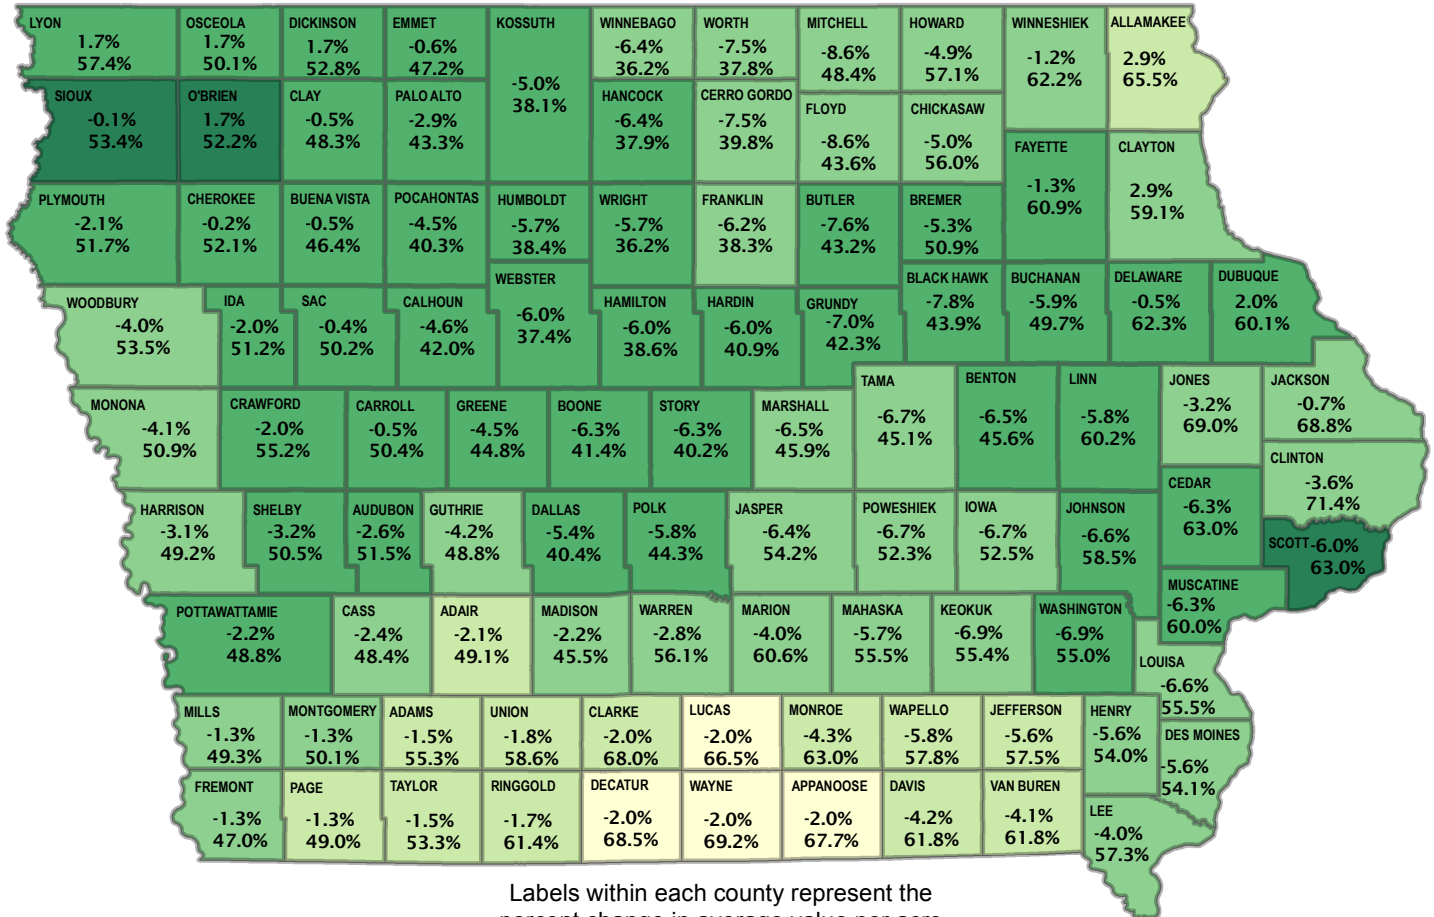 LYON
1.7%
57.4%
OSCEOLA
1.7%
50.1%
DICKINSON
1.7%
52.8%
EMMET
-0.6%
47.2%
KOSSUTH
-5.0%
38.1%
WINNEBAGO
-6.4%
36.2%
WORTH
-7.5%
37.8%
MITCHELL
-8.6%
48.4%
HOWARD
-4.9%
57.1%
WINNESHIEK
-1.2%
62.2%
ALLAMAKEE
2.9%
65.5%
SIOUX
-0.1%
53.4%
O'BRIEN
1.7%
52.2%
CLAY
-0.5%
48.3%
PALO ALTO
-2.9%
43.3%
HANCOCK
-6.4%
37.9%
CERRO GORDO
-7.5%
39.8%
FLOYD
-8.6%
43.6%
CHICKASAW
-5.0%
56.0%
FAYETTE
-1.3%
60.9%
CLAYTON
2.9%
59.1%
PLYMOUTH
-2.1%
51.7%
CHEROKEE
-0.2%
52.1%
BUENA VISTA
-0.5%
46.4%
POCAHONTAS
-4.5%
40.3%
HUMBOLDT
-5.7%
38.4%
WRIGHT
-5.7%
36.2%
FRANKLIN
-6.2%
38.3%
BUTLER
-7.6%
43.2%
BREMER
-5.3%
50.9%
WOODBURY
-4.0%
53.5%
IDA
-2.0%
51.2%
SAC
-0.4%
50.2%
CALHOUN
-4.6%
42.0%
WEBSTER
-6.0%
37.4%
HAMILTON
-6.0%
38.6%
HARDIN
-6.0%
40.9%
GRUNDY
-7.0%
42.3%
BLACK HAWK
-7.8%
43.9%
BUCHANAN
-5.9%
49.7%
DELAWARE
-0.5%
62.3%
DUBUQUE
2.0%
60.1%
MONONA
-4.1%
50.9%
CRAWFORD
-2.0%
55.2%
CARROLL
-0.5%
50.4%
GREENE
-4.5%
44.8%
BOONE
-6.3%
41.4%
STORY
-6.3%
40.2%
MARSHALL
-6.5%
45.9%
TAMA
-6.7%
45.1%
BENTON
-6.5%
45.6%
LINN
-5.8%
60.2%
JONES
-3.2%
69.0%
JACKSON
-0.7%
68.8%
CLINTON
-3.6%
71.4%
HARRISON
-3.1%
49.2%
SHELBY
-3.2%
50.5%
AUDUBON
-2.6%
51.5%
GUTHRIE
-4.2%
48.8%
DALLAS
-5.4%
40.4%
POLK
-5.8%
44.3%
JASPER
-6.4%
54.2%
POWESHIEK
-6.7%
52.3%
IOWA
-6.7%
52.5%
JOHNSON
-6.6%
58.5%
CEDAR
-6.3%
63.0%
SCOTT -6.0%
63.0%
MUSCATINE
-6.3%
60.0%
POTTAWATTAMIE
-2.2%
48.8%
CASS
-2.4%
48.4%
ADAIR
-2.1%
49.1%
MADISON
-2.2%
45.5%
WARREN
-2.8%
56.1%
MARION
-4.0%
60.6%
MAHASKA
-5.7%
55.5%
KEOKUK
-6.9%
55.4%
WASHINGTON
-6.9%
55.0%
LOUISA
-6.6%
55.5%
MILLS
-1.3%
49.3%
MONTGOMERY
-1.3%
50.1%
ADAMS
-1.5%
55.3%
UNION
-1.8%
58.6%
CLARKE
-2.0%
68.0%
LUCAS
-2.0%
66.5%
MONROE
-4.3%
63.0%
WAPELLO
-5.8%
57.8%
JEFFERSON
-5.6%
57.5%
HENRY
-5.6%
54.0%
DES MOINES
-5.6%
54.1%
FREMONT
-1.3%
47.0%
PAGE
-1.3%
49.0%
TAYLOR
-1.5%
53.3%
RINGGOLD
-1.7%
61.4%
DECATUR
-2.0%
68.5%
WAYNE
-2.0%
69.2%
APPANOOSE
-2.0%
67.7%
DAVIS
-4.2%
61.8%
VAN BUREN
-4.1%
61.8%
LEE
-4.0%
57.3%
Labels within each county represent the
percent change in average value per acre